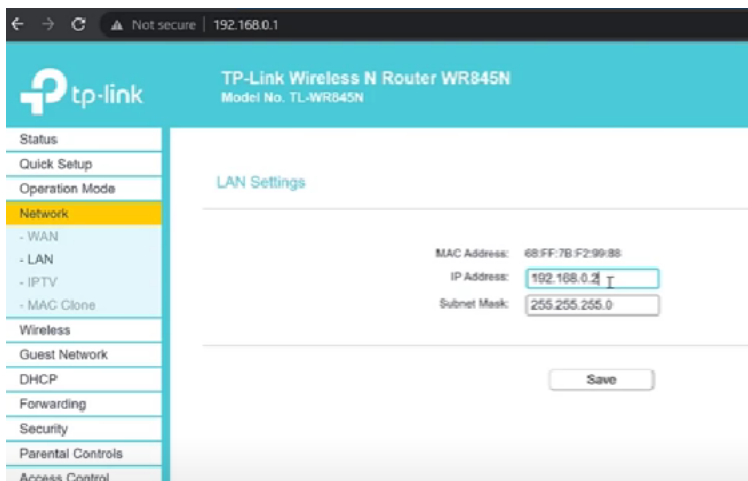 Not secure | 192.168.0.1
tp-link
TP-Link Wireless N Router WR845N
Model No. TL-WR845N
Status
Quick Setup
Operation Mode
Network
- WAN
- LAN
- IPTV
- MAC Clone
Wireless
Guest Network
DHCP
Forwarding
Security
Parental Controls
Access Control
LAN Settings
MAC Address: 68:FF:7B:F2:99:88
IP Address: 192.168.0.2
Subnet Mask: 255.255.255.0
Save